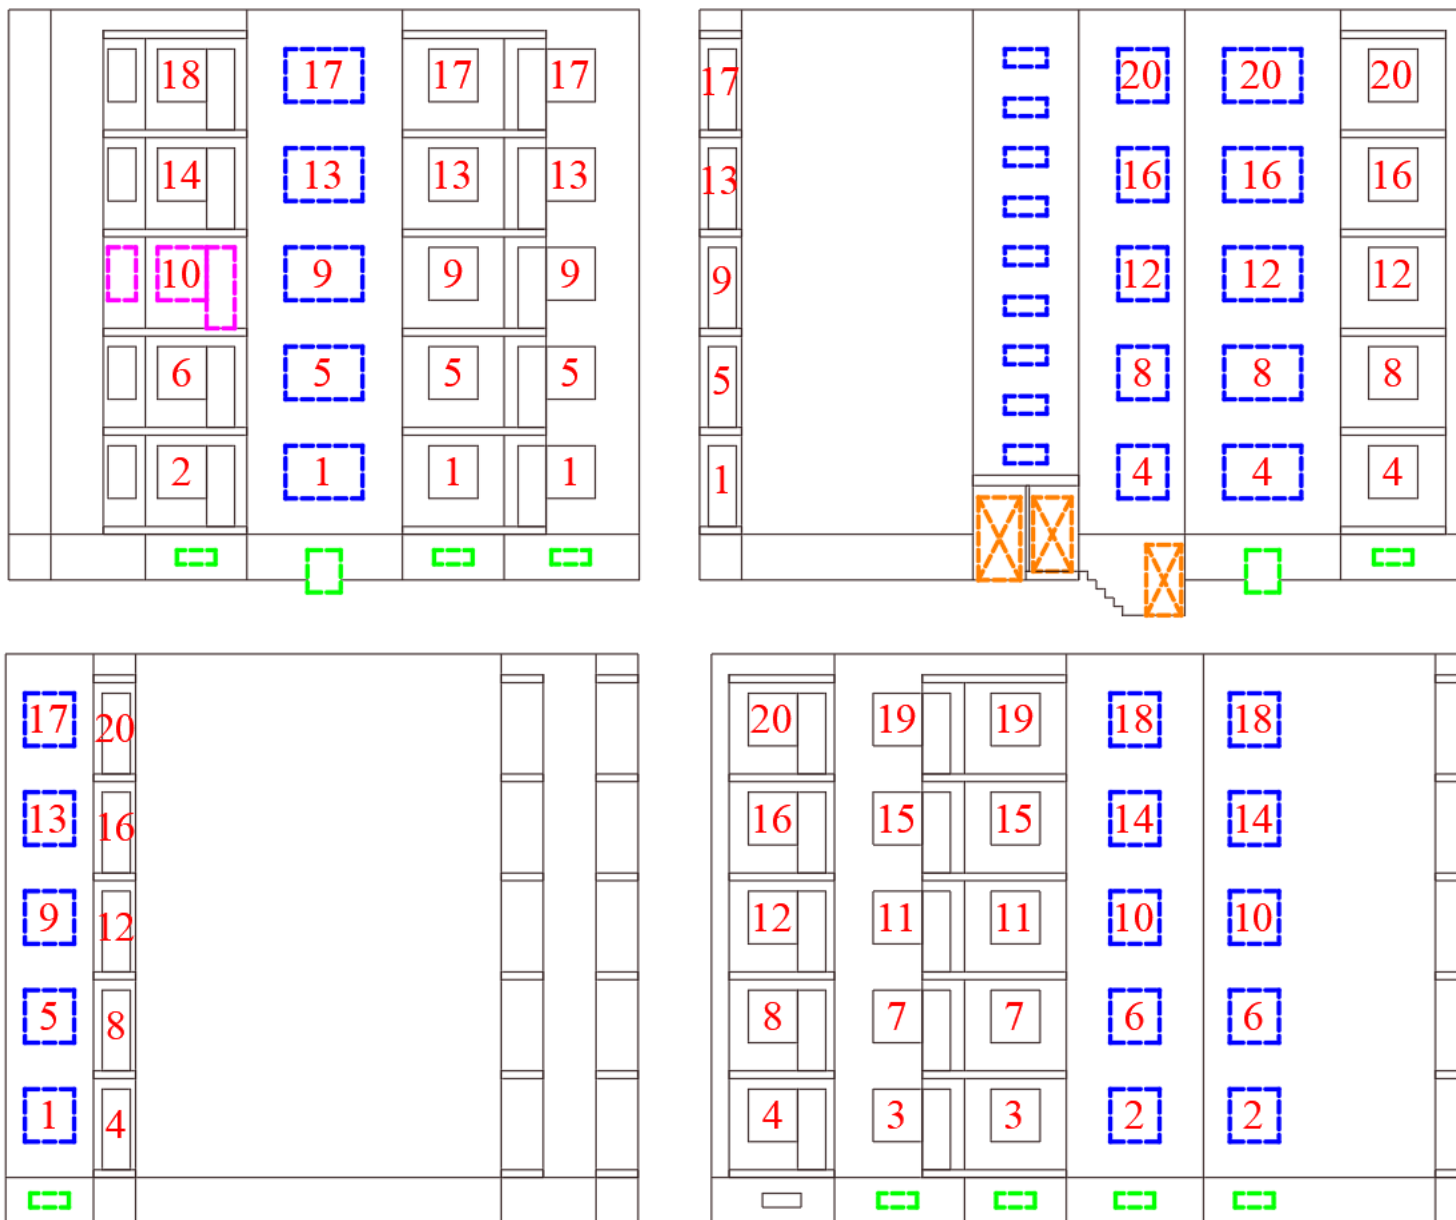 18 17 17 17
14 13 13 13
10 9 9 9
6 5 5 5
2 1 1 1
17 20 20 20
13 16 16 16
9 12 12 12
5 8 8 8
1 4 4 4
17 20
13 16
9 12
5 8
1 4
20 19 19 18 18
16 15 15 14 14
12 11 11 10 10
8 7 7 6 6
4 3 3 2 2